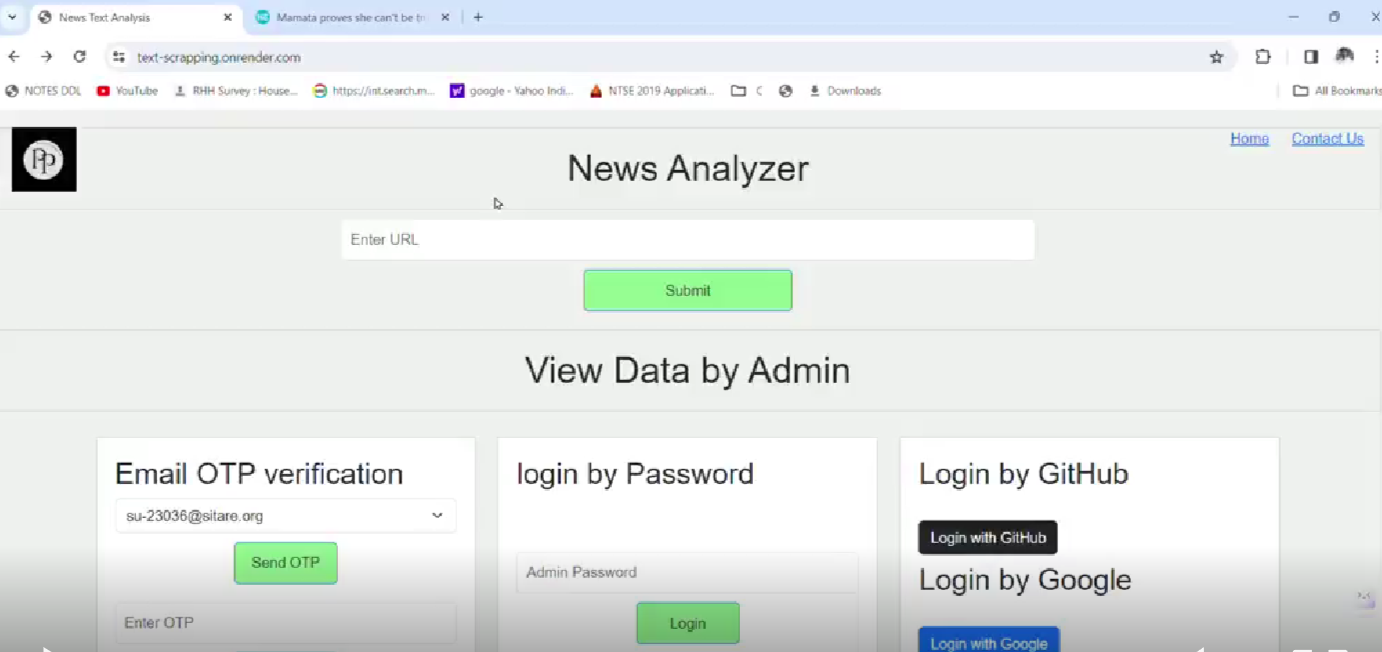 News Text Analysis
Mamata proves she can't be tr
text-scrapping.onrender.com
NOTES DDL
YouTube
RHH Survey : House...
https://int.search.m...
google - Yahoo Indi...
NTSE 2019 Applicati...
Downloads
All Bookmarks
PP
Home
Contact Us
News Analyzer
Enter URL
Submit
View Data by Admin
Email OTP verification
su-23036@sitare.org
Send OTP
Enter OTP
login by Password
Admin Password
Login
Login by GitHub
Login with GitHub
Login by Google
Login with Google